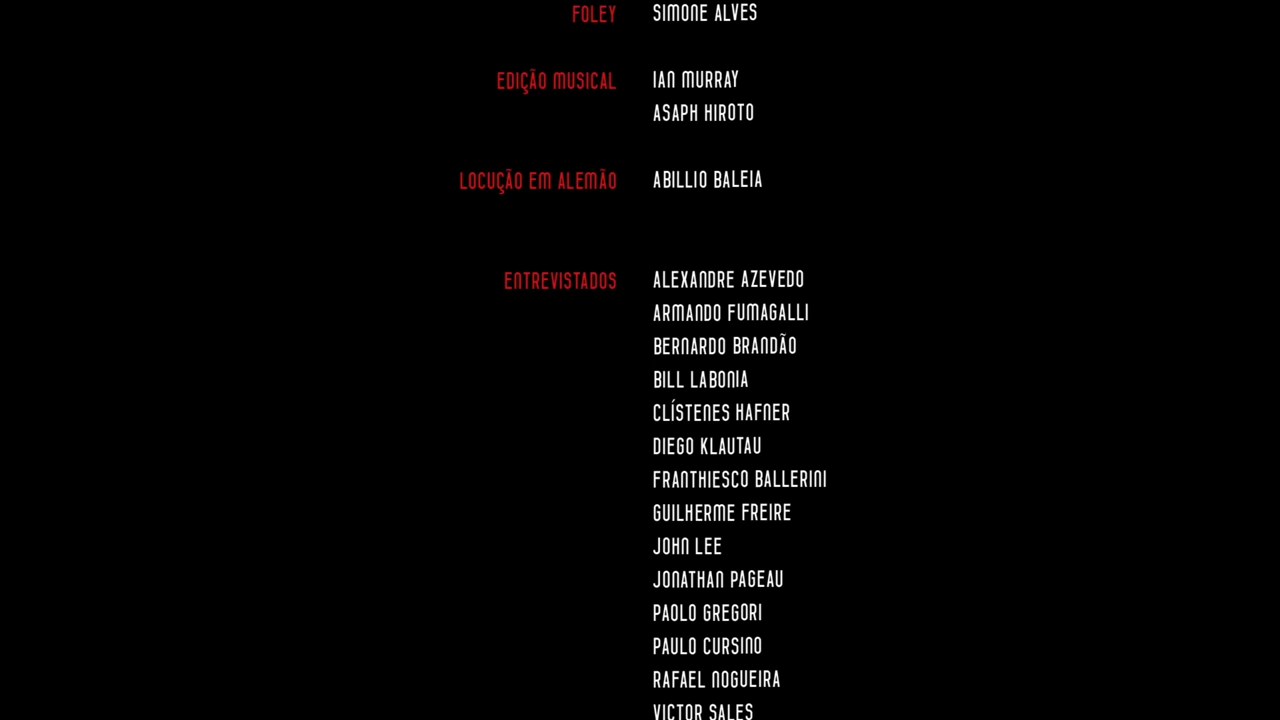 FOLEY SIMONE ALVES
EDIÇÃO MUSICAL IAN MURRAY
ASAPH HIROTO
LOCUÇÃO EM ALEMÃO ABILLIO BALEIA
ENTREVISTADOS ALEXANDRE AZEVEDO
ARMANDO FUMAGALLI
BERNARDO BRANDÃO
BILL LABONIA
CLÍSTENES HAFNER
DIEGO KLAUTAU
FRANTHIESCO BALLERINI
GUILHERME FREIRE
JOHN LEE
JONATHAN PAGEAU
PAOLO GREGORI
PAULO CURSINO
RAFAEL NOGUEIRA
VICTOR SALES